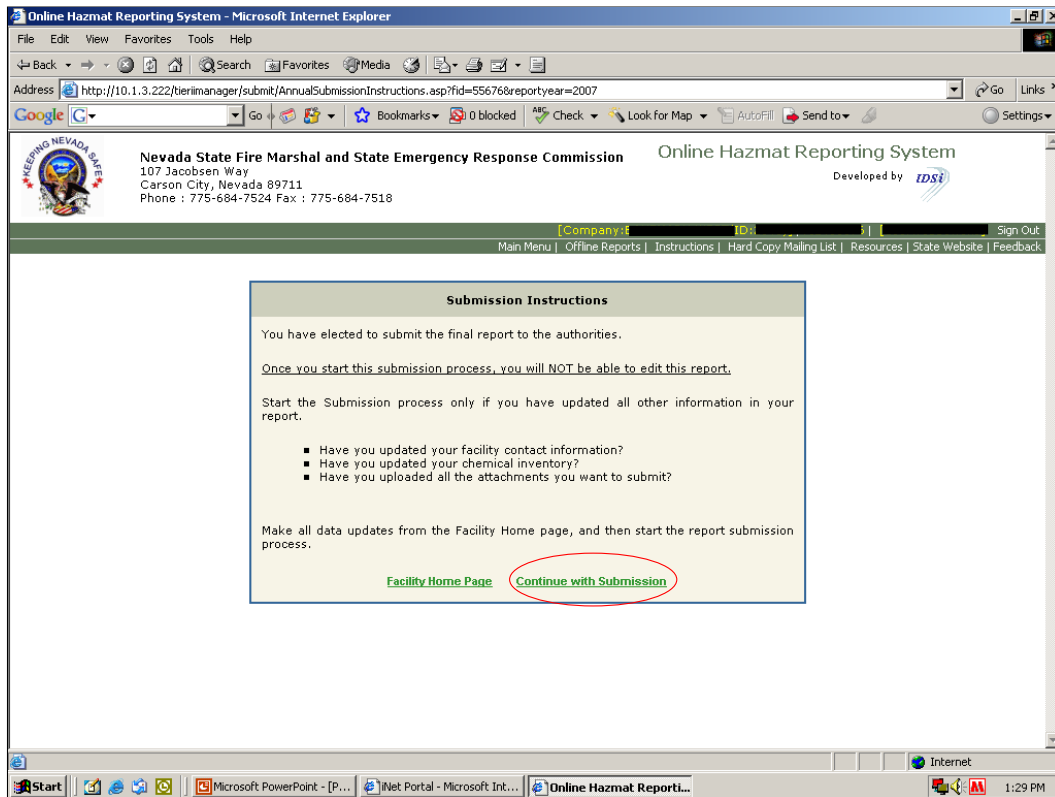 Online Hazmat Reporting System - Microsoft Internet Explorer
File Edit View Favorites Tools Help
Back Search Favorites Media
Address http://10.1.3.222/tieriimanager/submit/AnnualSubmissionInstructions.asp?fid=55676&reportyear=2007 Go Links
Google G Go Bookmarks 0 blocked ABC Check Look for Map AutoFill Send to Settings
KEEPING NEVADA SAFE
Nevada State Fire Marshal and State Emergency Response Commission
107 Jacobsen Way
Carson City, Nevada 89711
Phone : 775-684-7524 Fax : 775-684-7518
Online Hazmat Reporting System
Developed by IDSi
[Company: ID: | [ Sign Out
Main Menu | Offline Reports | Instructions | Hard Copy Mailing List | Resources | State Website | Feedback
Submission Instructions
You have elected to submit the final report to the authorities.
Once you start this submission process, you will NOT be able to edit this report.
Start the Submission process only if you have updated all other information in your
report.
Have you updated your facility contact information?
Have you updated your chemical inventory?
Have you uploaded all the attachments you want to submit?
Make all data updates from the Facility Home page, and then start the report submission
process.
Facility Home Page Continue with Submission
Internet
Start Microsoft PowerPoint - [P... iNet Portal - Microsoft Int... Online Hazmat Reporti... 1:29 PM